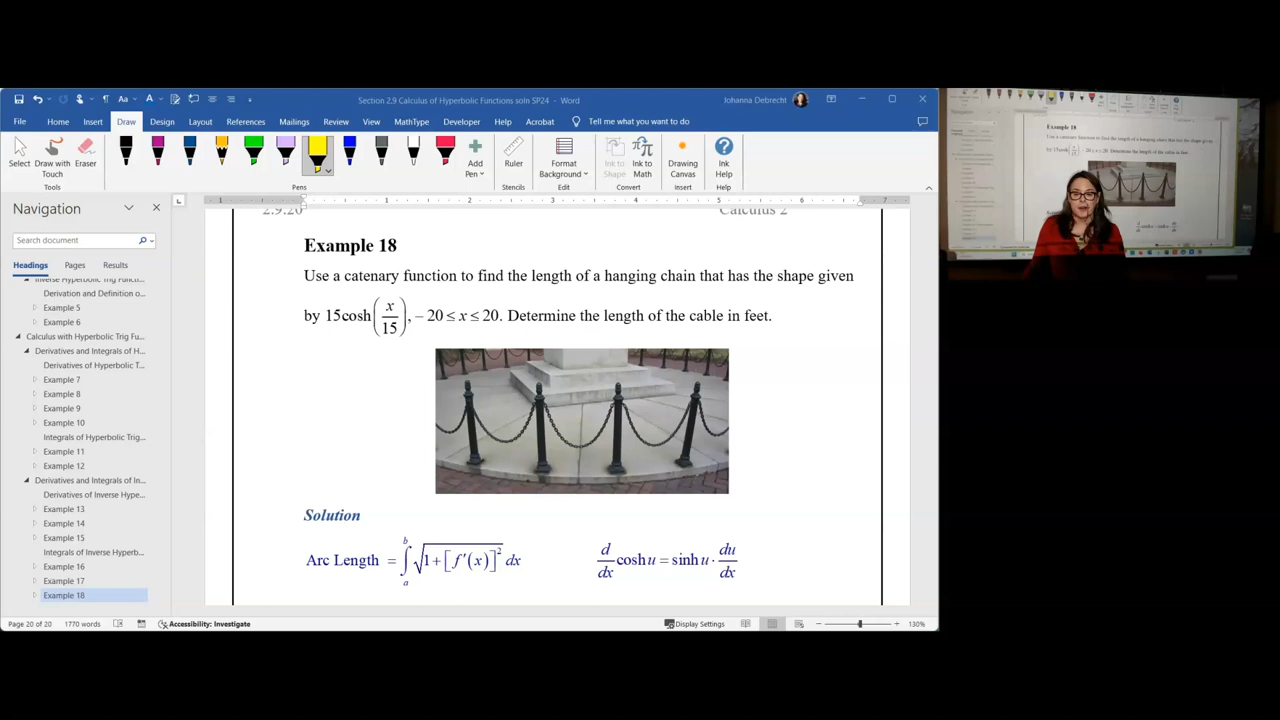 Section 2.9 Calculus of Hyperbolic Functions soln SP24 - Word
Johanna Debrecht
File Home Insert Draw Design Layout References Mailings Review View MathType Developer Help Acrobat Tell me what you want to do
Select
Draw with Touch
Eraser
Add Pen
Ruler
Format Background
Ink to Shape
Ink to Math
Drawing Canvas
Ink Help
Tools Pens Stencils Edit Convert Insert Help
Navigation
Search document
Headings Pages Results
Inverse Hyperbolic Trig Func...
Derivation and Definition o...
Example 5
Example 6
Calculus with Hyperbolic Trig Fu...
Derivatives and Integrals of H...
Derivatives of Hyperbolic T...
Example 7
Example 8
Example 9
Example 10
Integrals of Hyperbolic Trig...
Example 11
Example 12
Derivatives and Integrals of In...
Derivatives of Inverse Hype...
Example 13
Example 14
Example 15
Integrals of Inverse Hyperb...
Example 16
Example 17
Example 18
2.9.20 Calculus 2
Example 18
Use a catenary function to find the length of a hanging chain that has the shape given
by 15cosh(x/15), −20 ≤ x ≤ 20. Determine the length of the cable in feet.
Solution
Arc Length = ∫_a^b √(1+[f′(x)]²) dx
d/dx cosh u = sinh u · du/dx
Page 20 of 20 1770 words Accessibility: Investigate Display Settings 130%